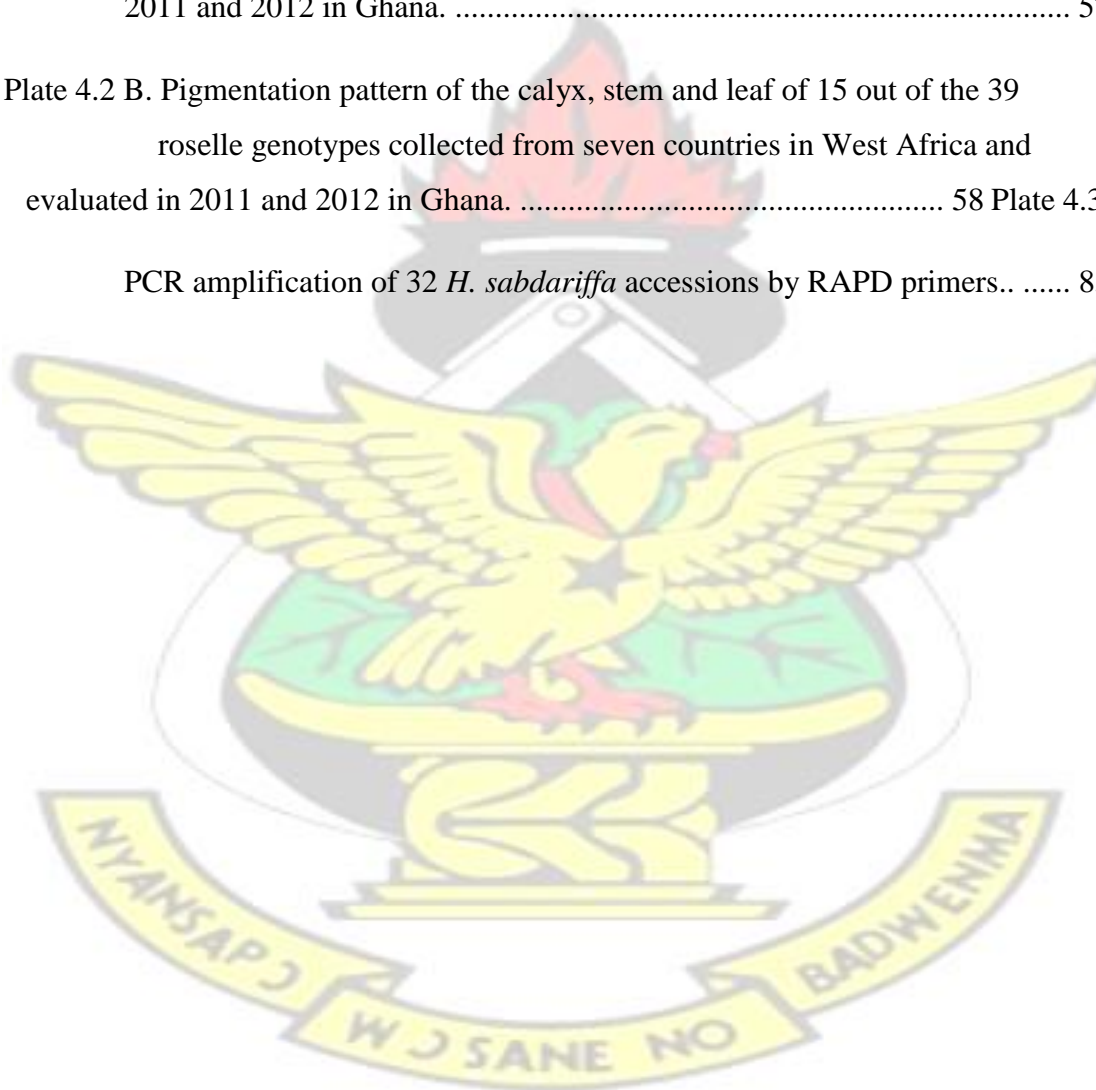 2011 and 2012 in Ghana. ............................................................................. 5
Plate 4.2 B. Pigmentation pattern of the calyx, stem and leaf of 15 out of the 39
roselle genotypes collected from seven countries in West Africa and
evaluated in 2011 and 2012 in Ghana. ..................................................... 58 Plate 4.3
PCR amplification of 32 H. sabdariffa accessions by RAPD primers.. ...... 8
NYANSAPƆ
WƆ SANE NO
BADWENMA